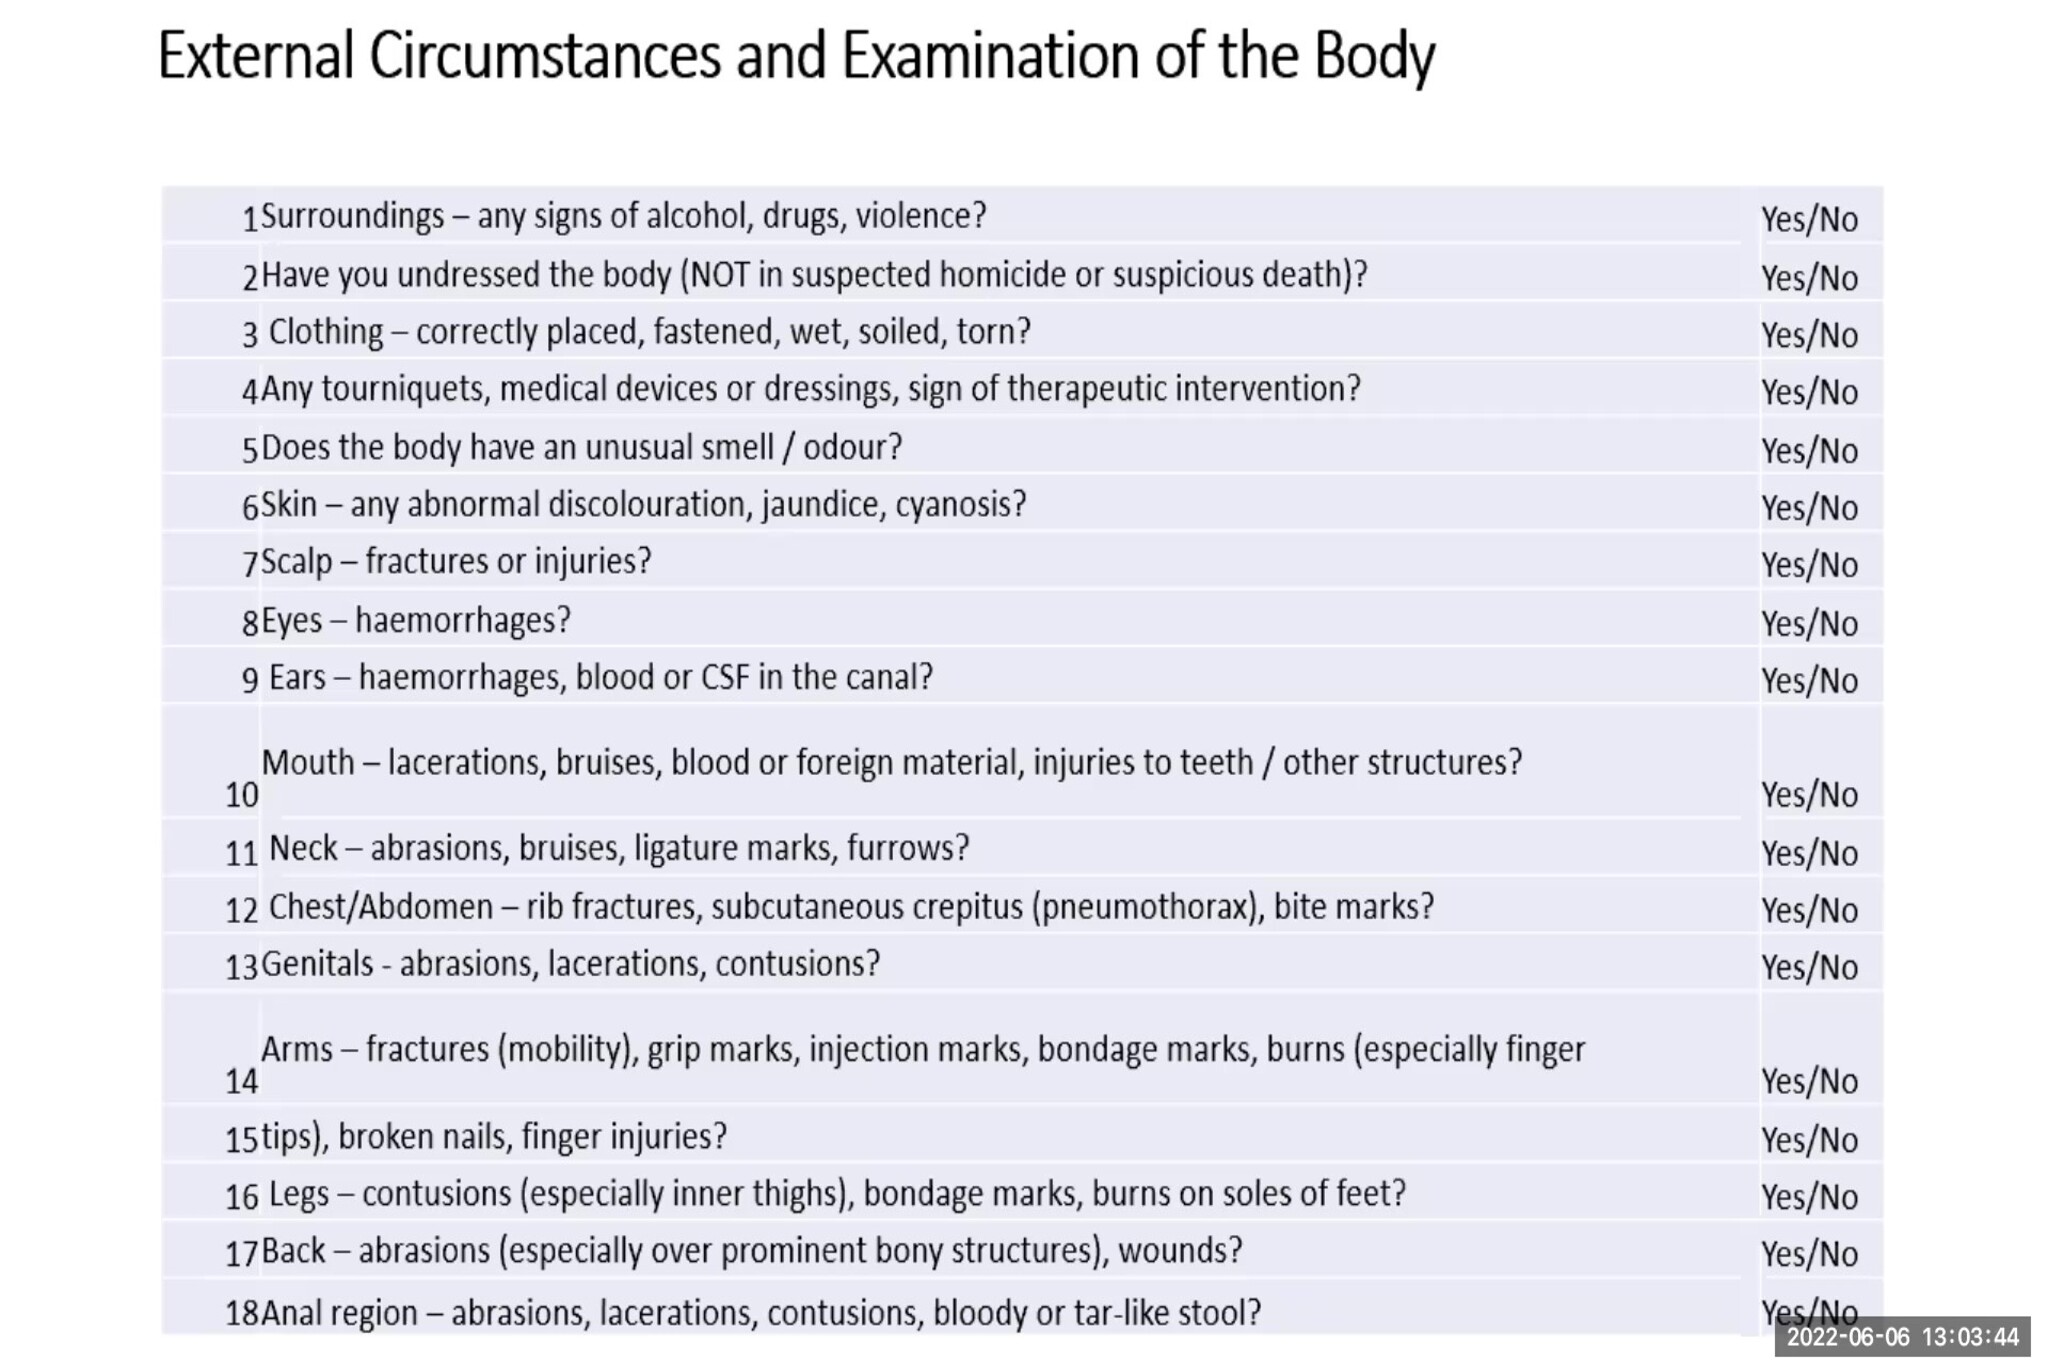 External Circumstances and Examination of the Body
1 Surroundings – any signs of alcohol, drugs, violence? Yes/No
2 Have you undressed the body (NOT in suspected homicide or suspicious death)? Yes/No
3 Clothing – correctly placed, fastened, wet, soiled, torn? Yes/No
4 Any tourniquets, medical devices or dressings, sign of therapeutic intervention? Yes/No
5 Does the body have an unusual smell / odour? Yes/No
6 Skin – any abnormal discolouration, jaundice, cyanosis? Yes/No
7 Scalp – fractures or injuries? Yes/No
8 Eyes – haemorrhages? Yes/No
9 Ears – haemorrhages, blood or CSF in the canal? Yes/No
10 Mouth – lacerations, bruises, blood or foreign material, injuries to teeth / other structures? Yes/No
11 Neck – abrasions, bruises, ligature marks, furrows? Yes/No
12 Chest/Abdomen – rib fractures, subcutaneous crepitus (pneumothorax), bite marks? Yes/No
13 Genitals - abrasions, lacerations, contusions? Yes/No
14 Arms – fractures (mobility), grip marks, injection marks, bondage marks, burns (especially finger Yes/No
15 tips), broken nails, finger injuries? Yes/No
16 Legs – contusions (especially inner thighs), bondage marks, burns on soles of feet? Yes/No
17 Back – abrasions (especially over prominent bony structures), wounds? Yes/No
18 Anal region – abrasions, lacerations, contusions, bloody or tar-like stool? Yes/No
2022-06-06 13:03:44